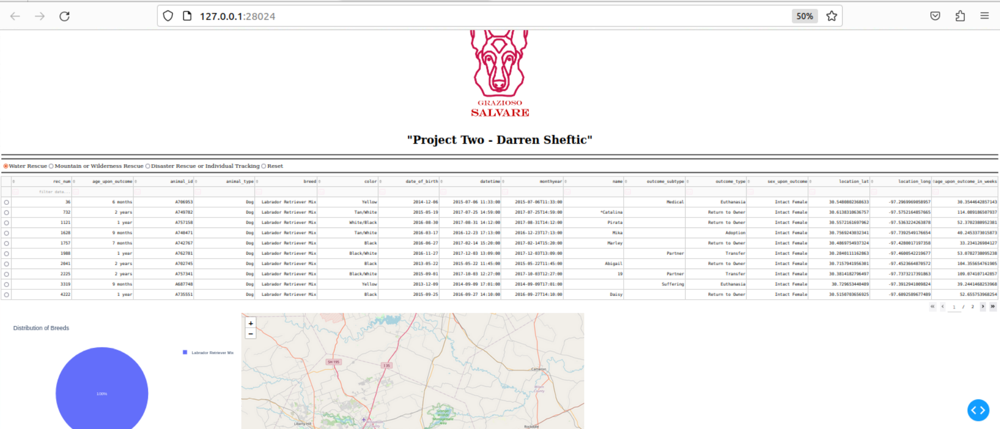 127.0.0.1:28024
50%
GRAZIOSO
SALVARE
"Project Two - Darren Sheftic"
Water Rescue Mountain or Wilderness Rescue Disaster Rescue or Individual Tracking Reset
rec_num age_upon_outcome animal_id animal_type breed color date_of_birth datetime monthyear name outcome_subtype outcome_type sex_upon_outcome location_lat location_long age_upon_outcome_in_weeks
filter data...
36 6 months A706953 Dog Labrador Retriever Mix Yellow 2014-12-06 2015-07-06 11:33:00 2015-07-06T11:33:00 Medical Euthanasia Intact Female 30.5480802368633 -97.2969969058957 30.3544642857143
732 2 years A749782 Dog Labrador Retriever Mix Tan/White 2015-05-19 2017-07-25 14:59:00 2017-07-25T14:59:00 *Catalina Return to Owner Intact Female 30.6138310636757 -97.5752164857665 114.089186507937
1121 1 year A757158 Dog Labrador Retriever Mix White/Black 2016-08-30 2017-08-31 14:12:00 2017-08-31T14:12:00 Pirata Return to Owner Intact Female 30.5572161697962 -97.5363224263878 52.3702380952381
1628 9 months A740471 Dog Labrador Retriever Mix Tan/White 2016-03-17 2016-12-23 17:13:00 2016-12-23T17:13:00 Mika Adoption Intact Female 30.7569243032341 -97.7392549176654 40.2453373015873
1757 7 months A742767 Dog Labrador Retriever Mix Black 2016-06-27 2017-02-14 15:20:00 2017-02-14T15:20:00 Marley Return to Owner Intact Female 30.4869754937324 -97.4280017197358 33.234126984127
1988 1 year A762781 Dog Labrador Retriever Mix Black/White 2016-11-27 2017-12-03 13:09:00 2017-12-03T13:09:00 Partner Transfer Intact Female 30.2840111162863 -97.4600542219677 53.0782738095238
2041 2 years A702745 Dog Labrador Retriever Mix Black 2013-05-22 2015-05-22 11:45:00 2015-05-22T11:45:00 Abigail Return to Owner Intact Female 30.7157941956301 -97.4523664870572 104.355654761905
2225 2 years A757341 Dog Labrador Retriever Mix Black/White 2015-09-01 2017-10-03 12:27:00 2017-10-03T12:27:00 19 Partner Transfer Intact Female 30.3814182796497 -97.7373217391863 109.074107142857
3319 9 months A687748 Dog Labrador Retriever Mix Yellow 2013-12-09 2014-09-09 17:01:00 2014-09-09T17:01:00 Suffering Euthanasia Intact Female 30.729653440489 -97.3912941009824 39.2441468253968
4222 1 year A735551 Dog Labrador Retriever Mix Black 2015-09-25 2016-09-27 14:10:00 2016-09-27T14:10:00 Daisy Return to Owner Intact Female 30.5150703656925 -97.6092589677489 52.655753968254
« ‹ 1 / 2 › »
Distribution of Breeds
Labrador Retriever Mix
100%
+
−
SH 195
I 35
Cameron
Milam County
Granger Wildlife Management Area
Liberty Hill
Rockdale